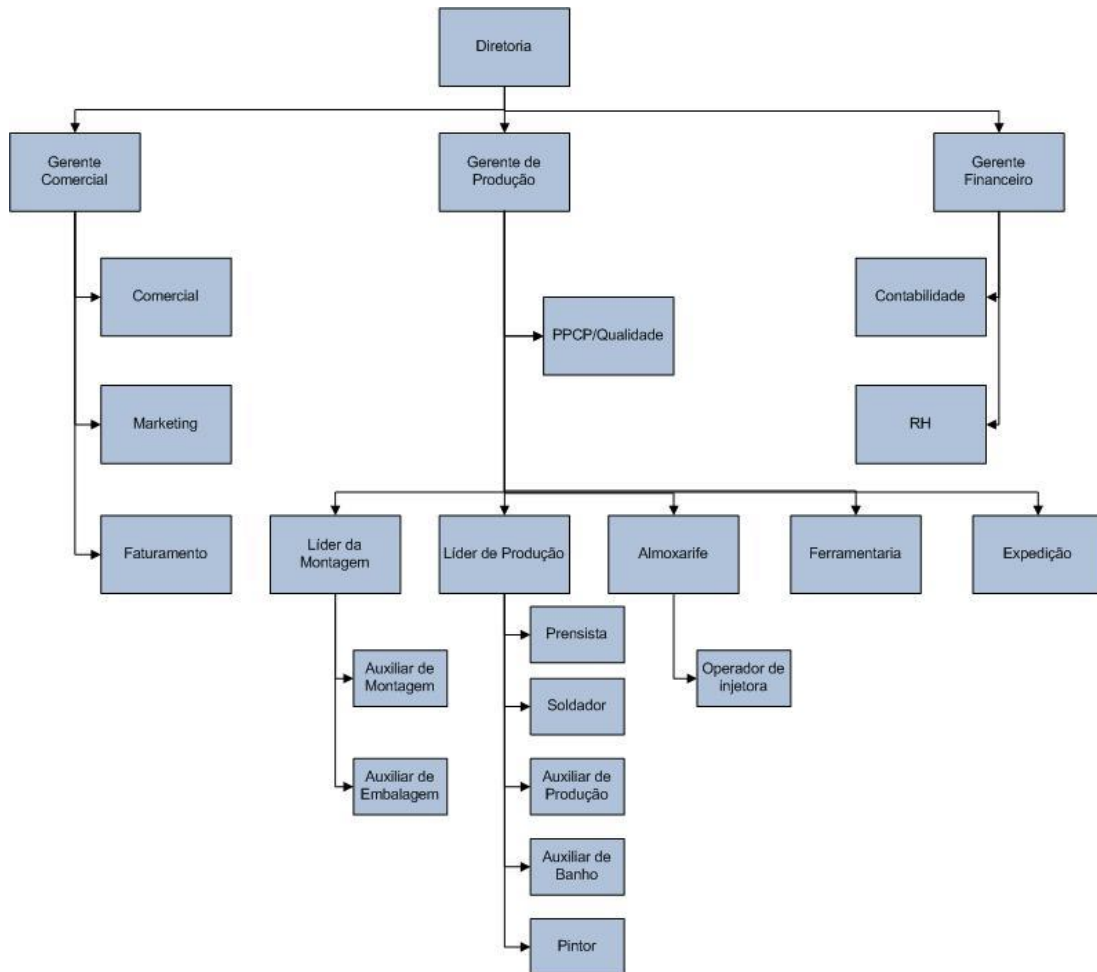 Diretoria
Gerente
Comercial
Gerente de
Produção
Gerente
Financeiro
Comercial
Contabilidade
PPCP/Qualidade
Marketing
RH
Faturamento
Líder da
Montagem
Líder de Produção
Almoxarife
Ferramentaria
Expedição
Prensista
Auxiliar de
Montagem
Operador de
injetora
Soldador
Auxiliar de
Embalagem
Auxiliar de
Produção
Auxiliar de
Banho
Pintor